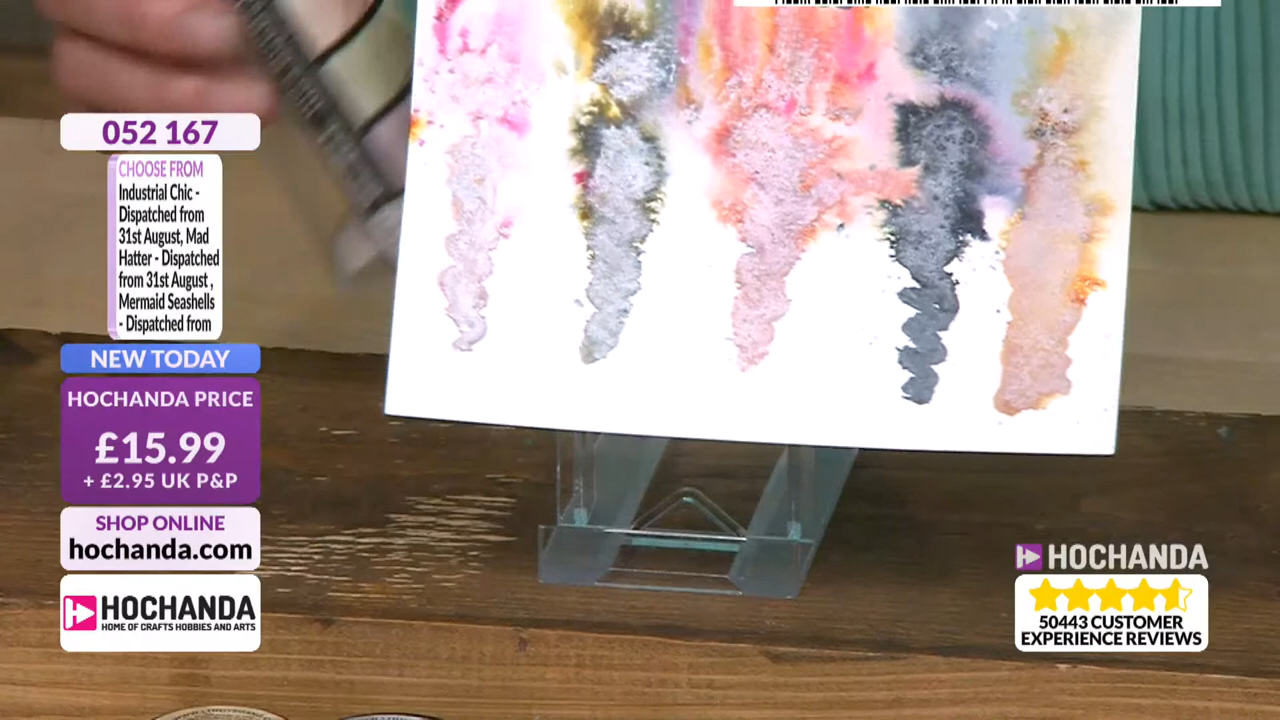 052 167
CHOOSE FROM
Industrial Chic -
Dispatched from
31st August, Mad
Hatter - Dispatched
from 31st August ,
Mermaid Seashells
- Dispatched from
NEW TODAY
HOCHANDA PRICE
£15.99
+ £2.95 UK P&P
SHOP ONLINE
hochanda.com
HOCHANDA
HOME OF CRAFTS HOBBIES AND ARTS
HOCHANDA
50443 CUSTOMER
EXPERIENCE REVIEWS